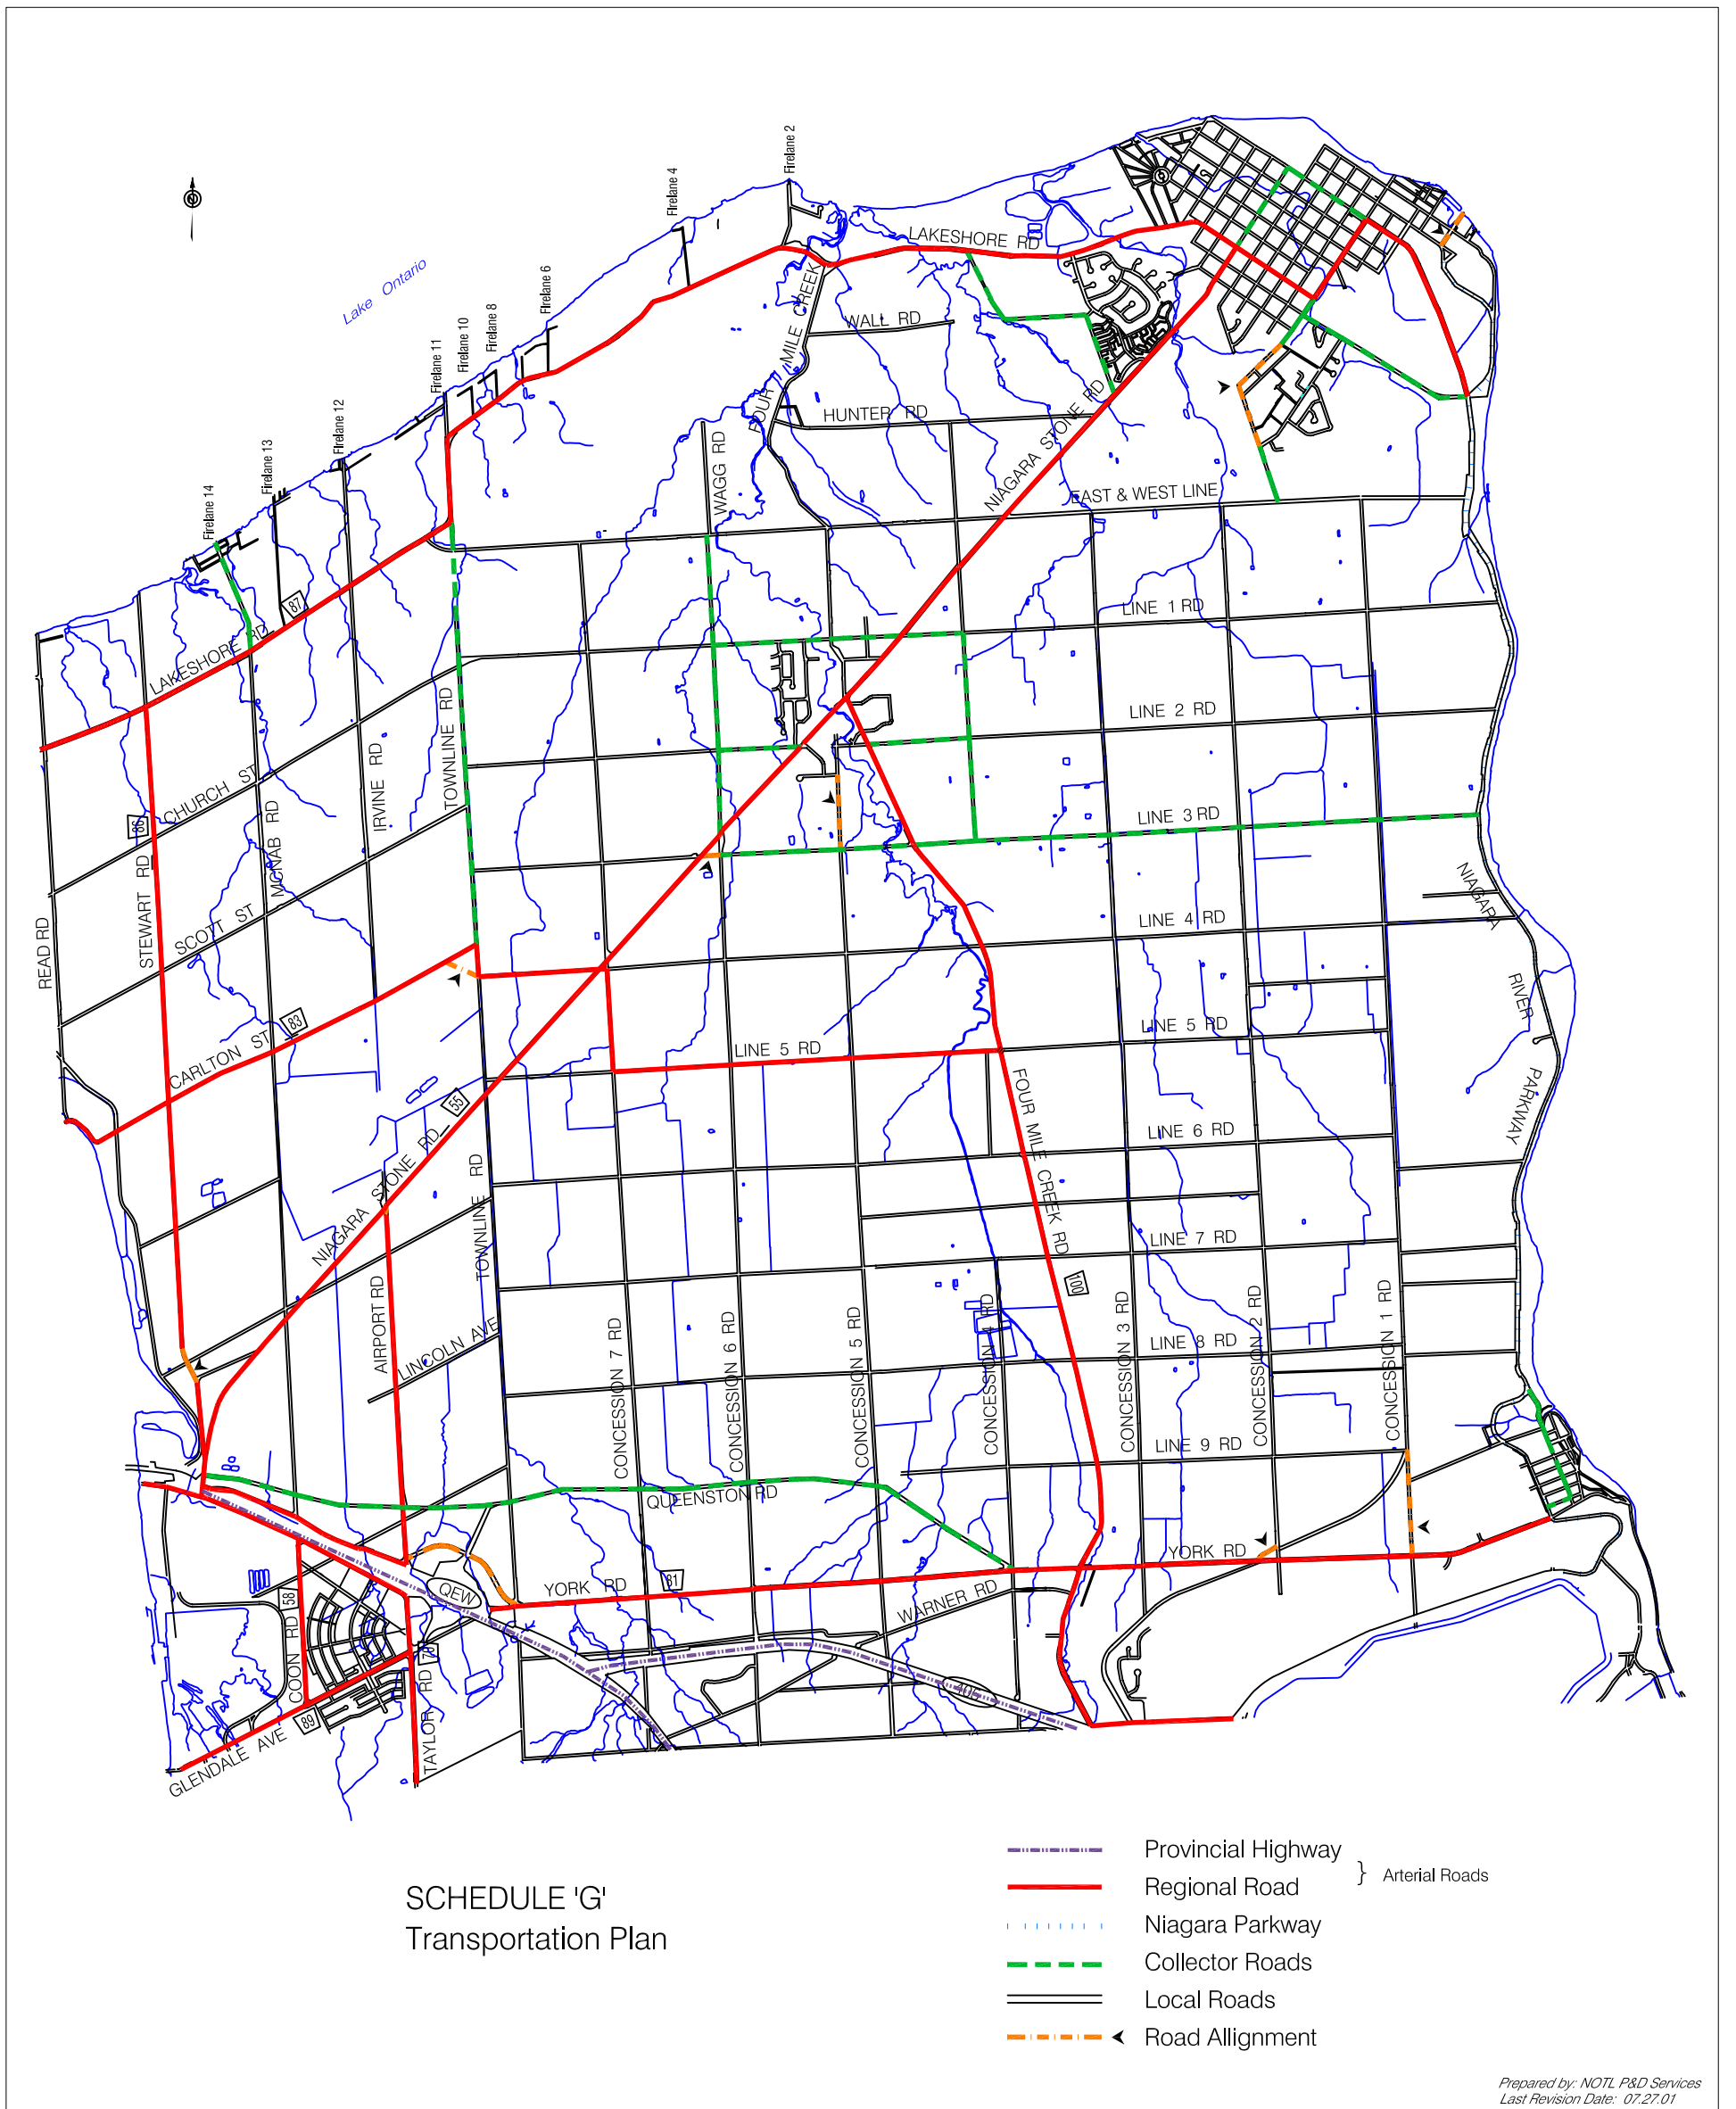 Firelane 2
Firelane 4
Firelane 6
Firelane 8
Firelane 10
Firelane 11
Firelane 12
Firelane 13
Firelane 14
Lake Ontario
LAKESHORE RD
FOUR MILE CREEK
WALL RD
HUNTER RD
NIAGARA STONE RD
WAGG RD
EAST & WEST LINE
LINE 1 RD
87
LAKESHORE RD
LINE 2 RD
TOWNLINE RD
IRVINE RD
CHURCH ST
MCNAB RD
86
STEWART RD
LINE 3 RD
SCOTT ST
READ RD
LINE 4 RD
NIAGARA
RIVER
PARKWAY
83
CARLTON ST
LINE 5 RD
LINE 5 RD
55
NIAGARA STONE RD
FOUR MILE CREEK RD
LINE 6 RD
TOWNLINE RD
LINE 7 RD
100
AIRPORT RD
LINCOLN AVE
LINE 8 RD
CONCESSION 7 RD
CONCESSION 6 RD
CONCESSION 5 RD
CONCESSION 4 RD
CONCESSION 3 RD
CONCESSION 2 RD
CONCESSION 1 RD
LINE 9 RD
QUEENSTON RD
YORK RD
QEW
YORK RD
81
WARNER RD
58
COON RD
70
TAYLOR RD
405
89
GLENDALE AVE
SCHEDULE 'G'
Transportation Plan
Provincial Highway
Regional Road
} Arterial Roads
Niagara Parkway
Collector Roads
Local Roads
Road Allignment
Prepared by: NOTL P&D Services
Last Revision Date: 07.27.01